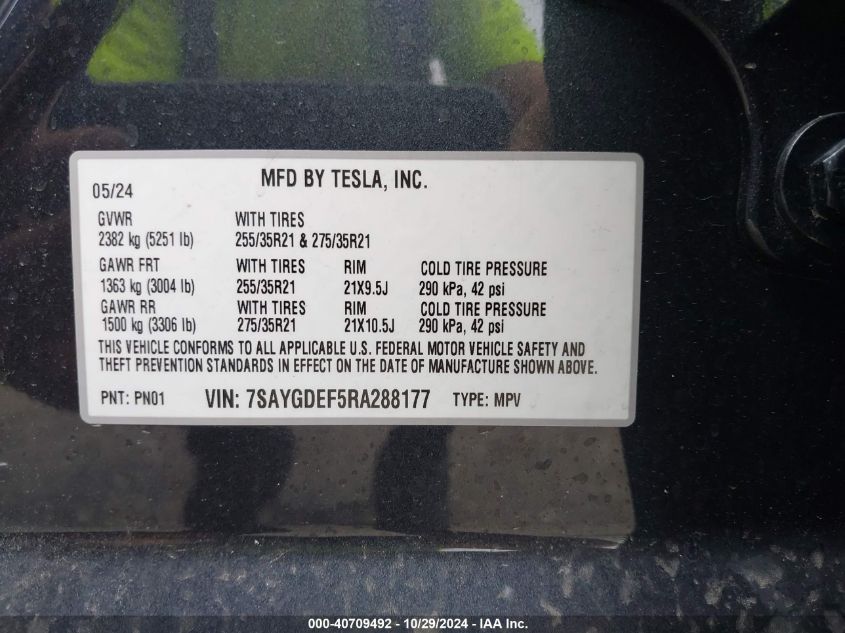 MFD BY TESLA, INC.
05/24
GVWR WITH TIRES
2382 kg (5251 lb) 255/35R21 & 275/35R21
GAWR FRT WITH TIRES RIM COLD TIRE PRESSURE
1363 kg (3004 lb) 255/35R21 21X9.5J 290 kPa, 42 psi
GAWR RR WITH TIRES RIM COLD TIRE PRESSURE
1500 kg (3306 lb) 275/35R21 21X10.5J 290 kPa, 42 psi
THIS VEHICLE CONFORMS TO ALL APPLICABLE U.S. FEDERAL MOTOR VEHICLE SAFETY AND
THEFT PREVENTION STANDARDS IN EFFECT ON THE DATE OF MANUFACTURE SHOWN ABOVE.
PNT: PN01 VIN: 7SAYGDEF5RA288177 TYPE: MPV
000-40709492 - 10/29/2024 - IAA Inc.